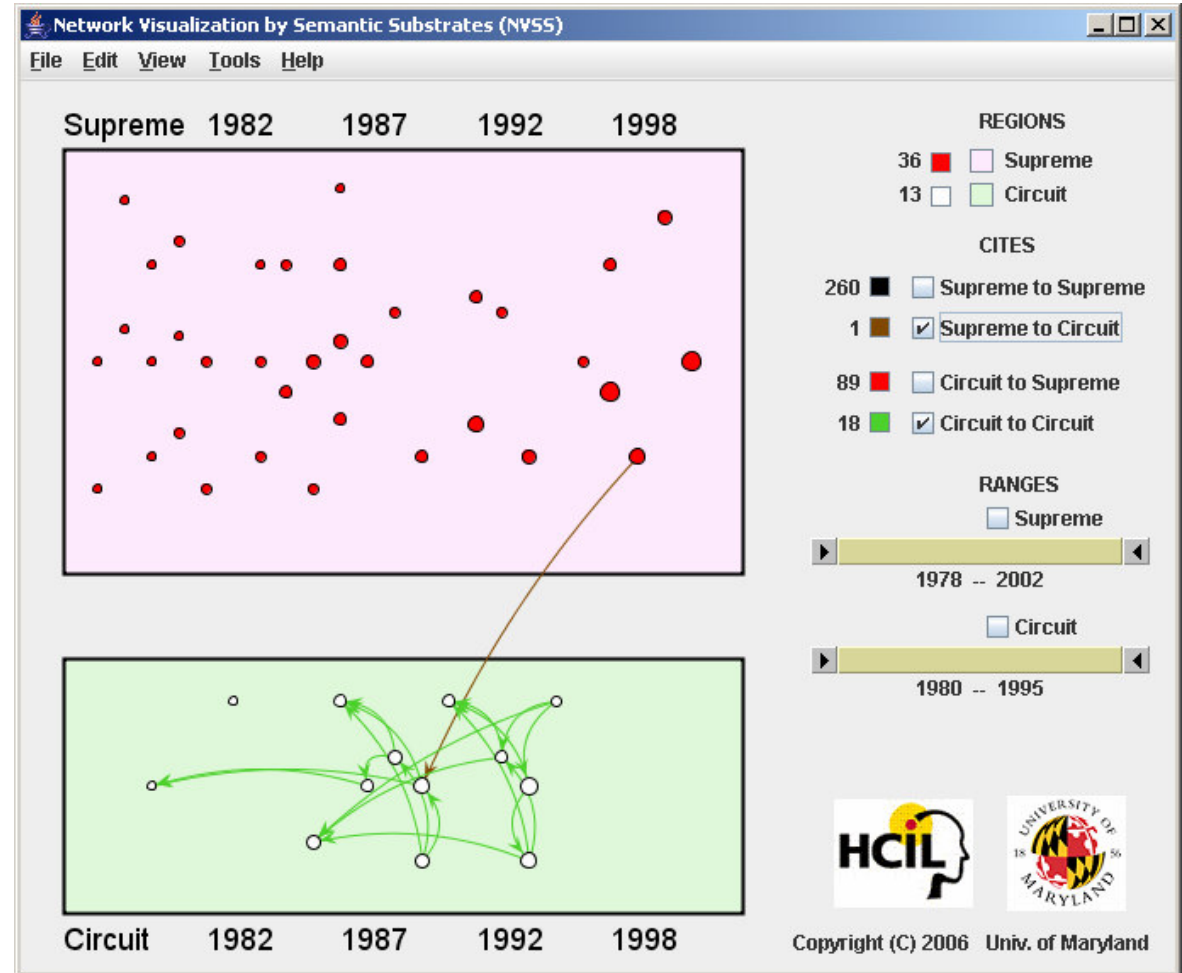 Network Visualization by Semantic Substrates (NVSS)
File Edit View Tools Help
Supreme 1982 1987 1992 1998
REGIONS
36 Supreme
13 Circuit
CITES
260 Supreme to Supreme
1 Supreme to Circuit
89 Circuit to Supreme
18 Circuit to Circuit
RANGES
Supreme
1978 -- 2002
Circuit
1980 -- 1995
HCIL
UNIVERSITY OF
18 56
MARYLAND
Circuit 1982 1987 1992 1998
Copyright (C) 2006 Univ. of Maryland